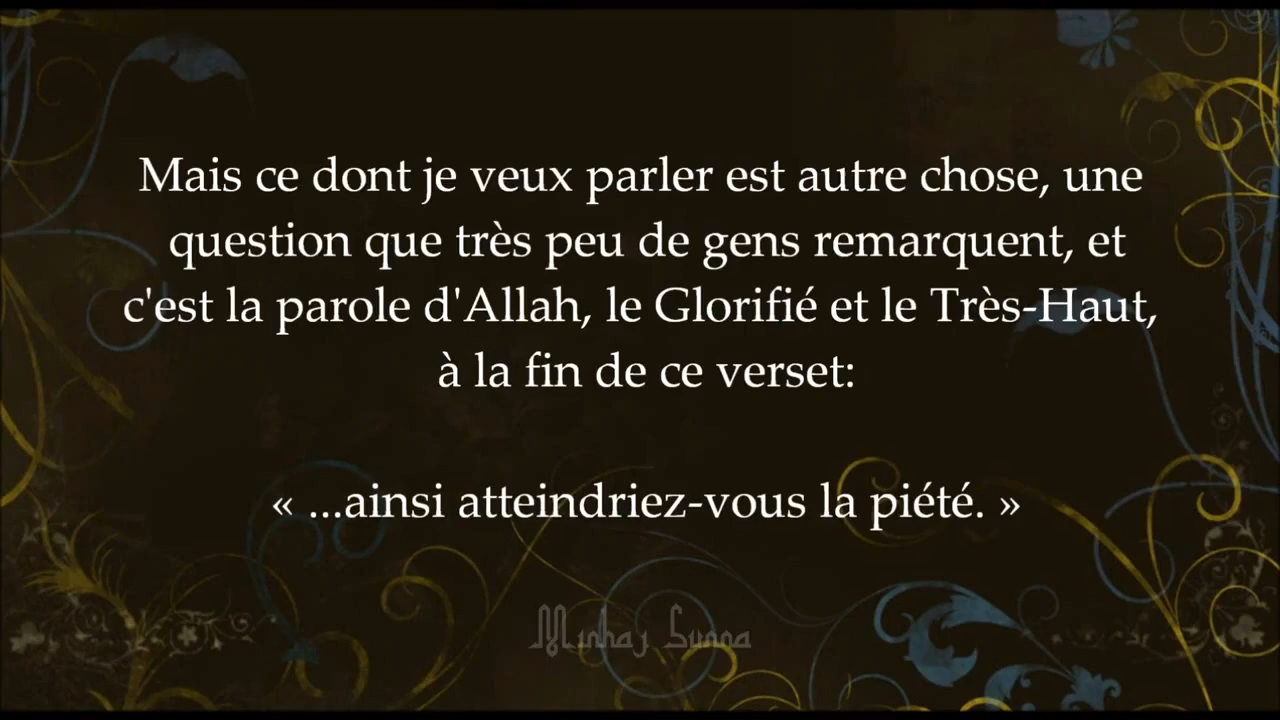 Mais ce dont je veux parler est autre chose, une
question que très peu de gens remarquent, et
c'est la parole d'Allah, le Glorifié et le Très-Haut,
à la fin de ce verset:
« ...ainsi atteindriez-vous la piété. »
Minhaj Sunna